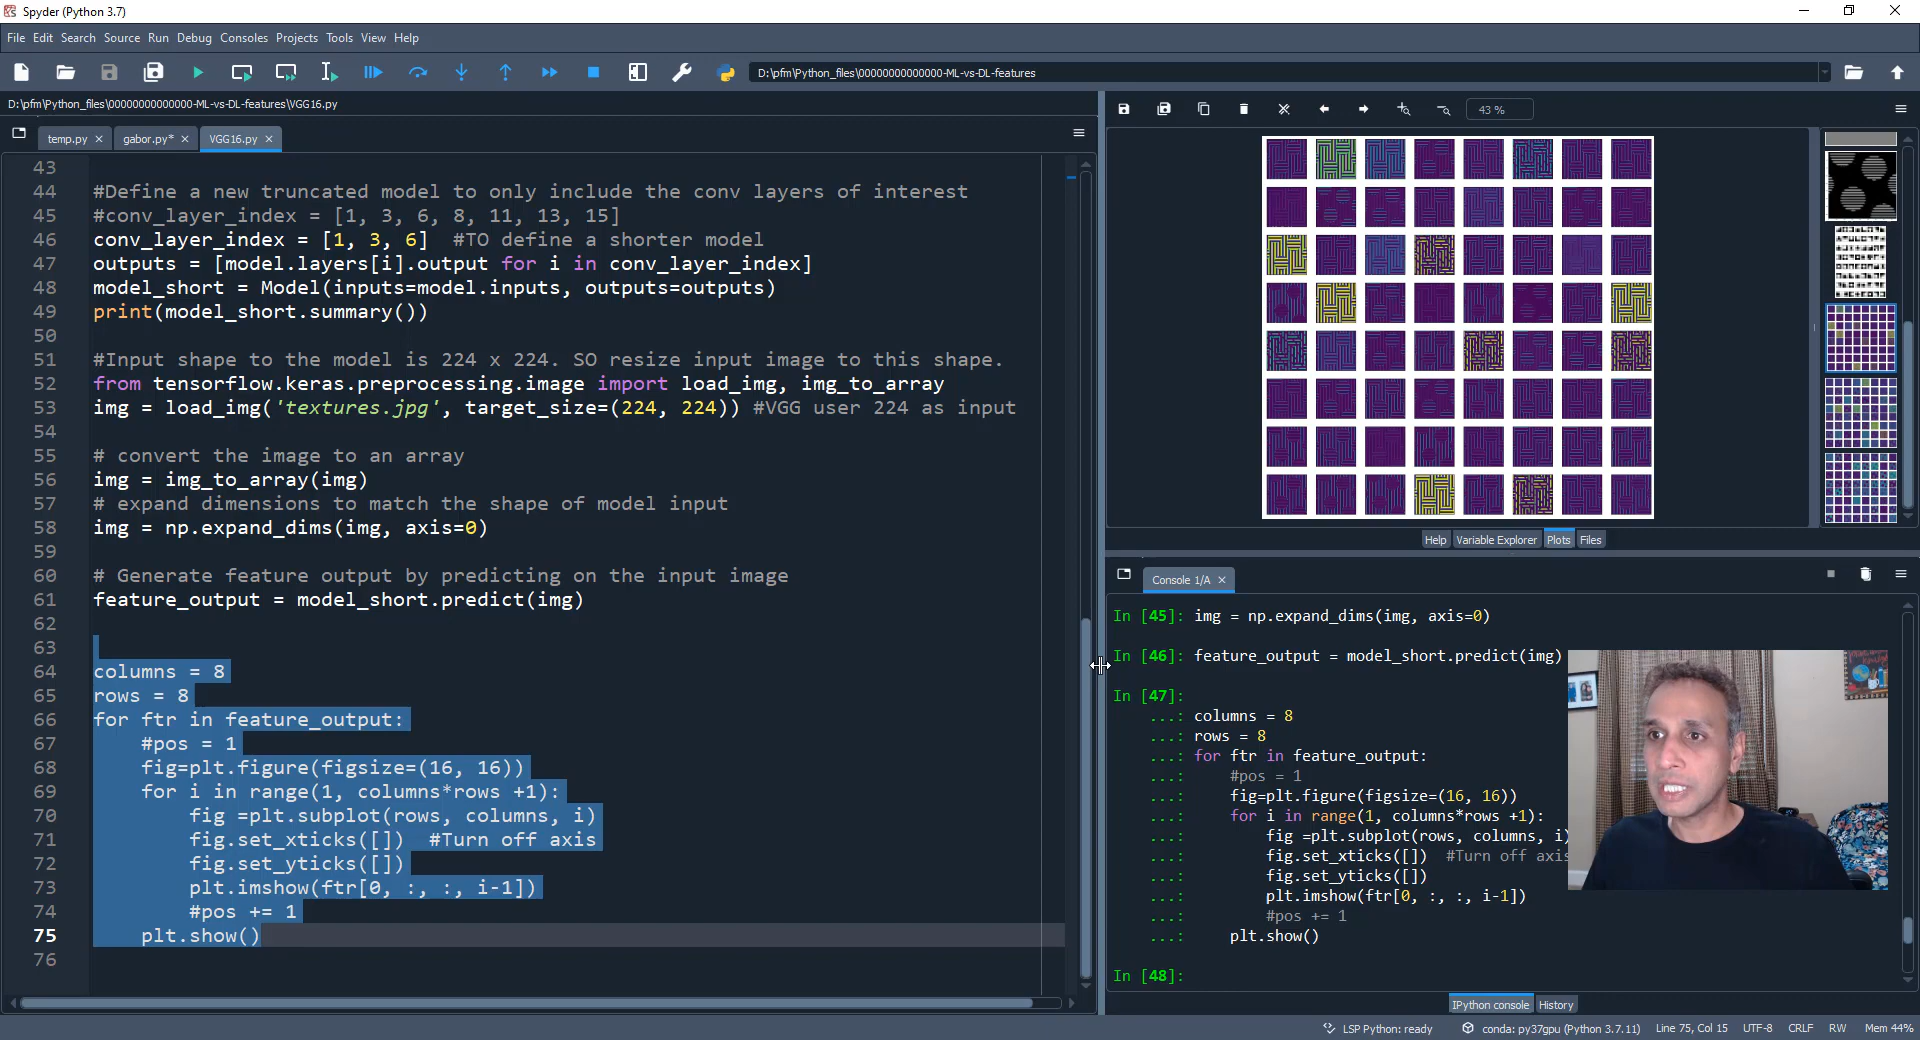 Spyder (Python 3.7)
File Edit Search Source Run Debug Consoles Projects Tools View Help
D:\pfm\Python_files\00000000000000-ML-vs-DL-features
D:\pfm\Python_files\00000000000000-ML-vs-DL-features\VGG16.py
temp.py
gabor.py*
VGG16.py
43
44 #Define a new truncated model to only include the conv layers of interest
45 #conv_layer_index = [1, 3, 6, 8, 11, 13, 15]
46 conv_layer_index = [1, 3, 6]  #TO define a shorter model
47 outputs = [model.layers[i].output for i in conv_layer_index]
48 model_short = Model(inputs=model.inputs, outputs=outputs)
49 print(model_short.summary())
50
51 #Input shape to the model is 224 x 224. SO resize input image to this shape.
52 from tensorflow.keras.preprocessing.image import load_img, img_to_array
53 img = load_img('textures.jpg', target_size=(224, 224)) #VGG user 224 as input
54
55 # convert the image to an array
56 img = img_to_array(img)
57 # expand dimensions to match the shape of model input
58 img = np.expand_dims(img, axis=0)
59
60 # Generate feature output by predicting on the input image
61 feature_output = model_short.predict(img)
62
63
64 columns = 8
65 rows = 8
66 for ftr in feature_output:
67     #pos = 1
68     fig=plt.figure(figsize=(16, 16))
69     for i in range(1, columns*rows +1):
70         fig =plt.subplot(rows, columns, i)
71         fig.set_xticks([])  #Turn off axis
72         fig.set_yticks([])
73         plt.imshow(ftr[0, :, :, i-1])
74         #pos += 1
75     plt.show()
76
43 %
Help Variable Explorer Plots Files
Console 1/A
In [45]: img = np.expand_dims(img, axis=0)
In [46]: feature_output = model_short.predict(img)
In [47]:
...: columns = 8
...: rows = 8
...: for ftr in feature_output:
...:     #pos = 1
...:     fig=plt.figure(figsize=(16, 16))
...:     for i in range(1, columns*rows +1):
...:         fig =plt.subplot(rows, columns, i)
...:         fig.set_xticks([])  #Turn off axis
...:         fig.set_yticks([])
...:         plt.imshow(ftr[0, :, :, i-1])
...:         #pos += 1
...:     plt.show()
In [48]:
IPython console History
LSP Python: ready conda: py37gpu (Python 3.7.11) Line 75, Col 15 UTF-8 CRLF RW Mem 44%